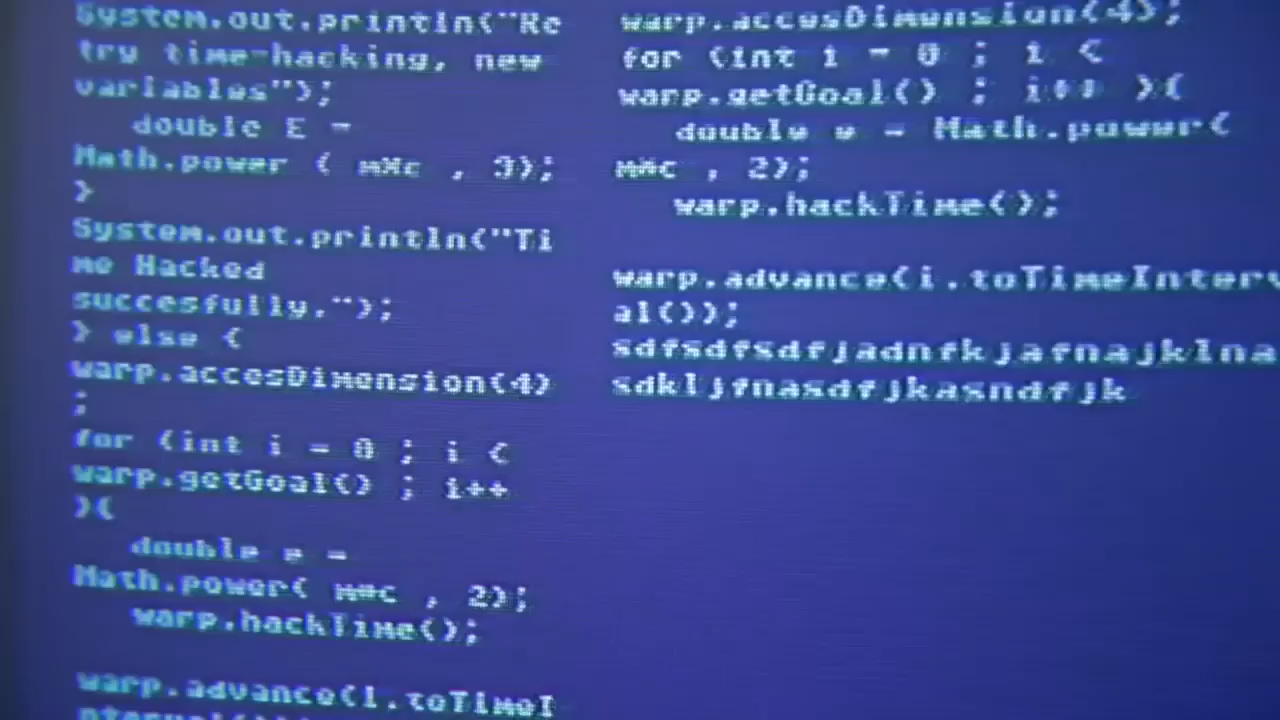 System.out.println("Re
try time-hacking, new
variables");
double E =
Math.power ( mXc , 3);
}
System.out.println("Ti
me Hacked
succesfully.");
} else {
warp.accesDimension(4)
;
for (int i = 0 ; i <
warp.getGoal() ; i++
){
double e =
Math.power( m*c , 2);
warp.hackTime();
warp.advance(i.toTimeI
nterval());
warp.accesDimension(4);
for (int i = 0 ; i <
warp.getGoal() ; i++ ){
double e = Math.power(
m*c , 2);
warp.hackTime();
warp.advance(i.toTimeInterv
al());
sdfsdfsdfjadnfkjafnajklna
sdkljfnasdfjkasndfjk